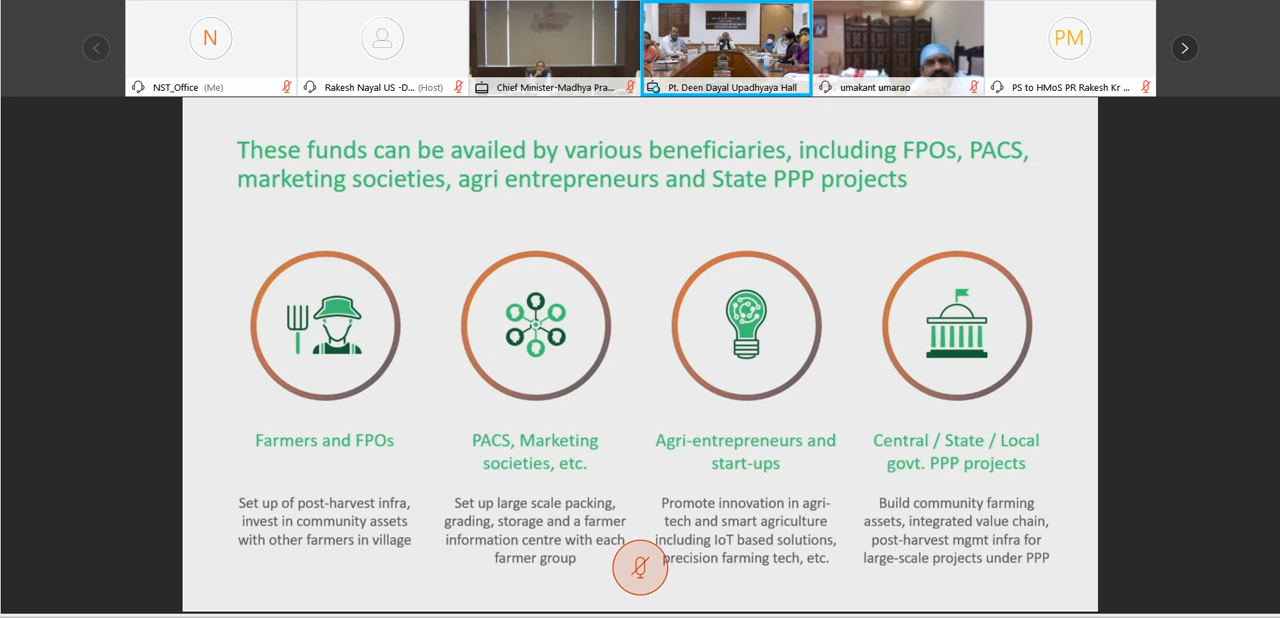 N
PM
NST_Office (Me)
Rakesh Nayal US -D... (Host)
Chief Minister-Madhya Pra...
Pt. Deen Dayal Upadhyaya Hall
umakant umarao
PS to HMoS PR Rakesh Kr ...
These funds can be availed by various beneficiaries, including FPOs, PACS,
marketing societies, agri entrepreneurs and State PPP projects
Farmers and FPOs
Set up of post-harvest infra,
invest in community assets
with other farmers in village
PACS, Marketing
societies, etc.
Set up large scale packing,
grading, storage and a farmer
information centre with each
farmer group
Agri-entrepreneurs and
start-ups
Promote innovation in agri-
tech and smart agriculture
including IoT based solutions,
precision farming tech, etc.
Central / State / Local
govt. PPP projects
Build community farming
assets, integrated value chain,
post-harvest mgmt infra for
large-scale projects under PPP